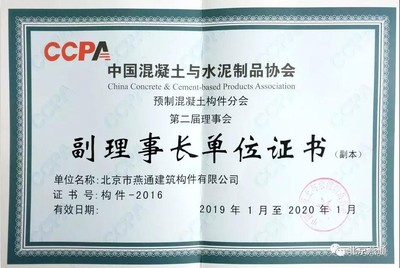 CCPA
中国混凝土与水泥制品协会
China Concrete & Cement-based Products Association
预制混凝土构件分会
第二届理事会
副理事长单位证书(副本)
单位名称:北京市燕通建筑构件有限公司
证书号:构件-2016
有效日期: 2019年1月至2020年1月